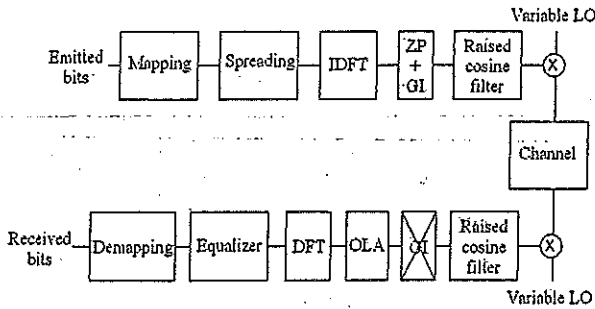 Variable LO
Emitted
bits
Mapping
Spreading
IDFT
ZP
+
GI
Raised
cosine
filter
X
Channel
Received
bits
Demapping
Equalizer
DFT
OLA
GI
Raised
cosine
filter
X
Variable LO